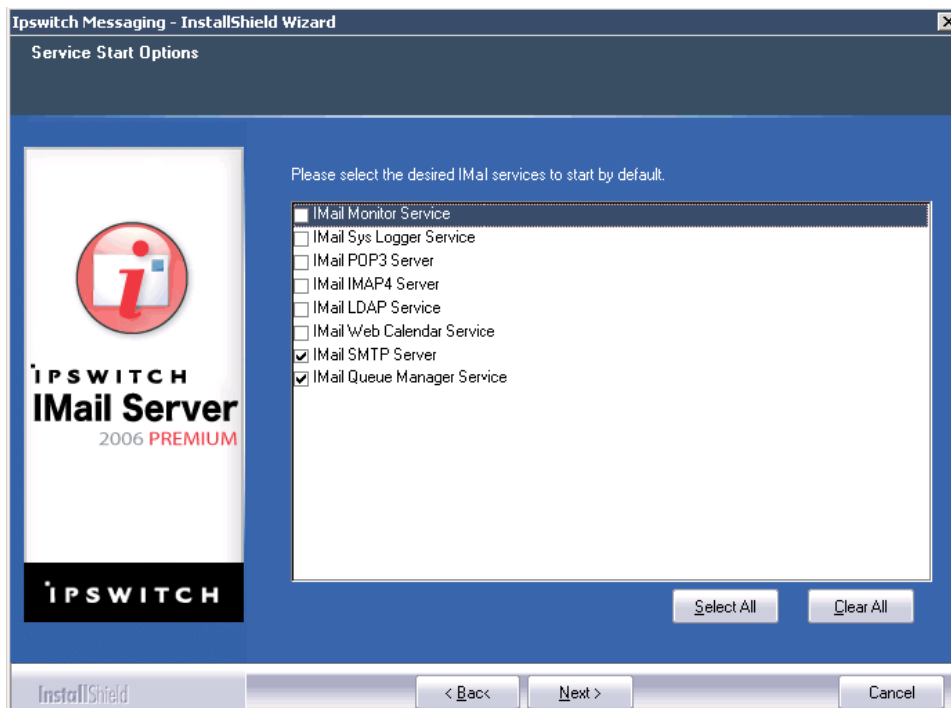 Ipswitch Messaging - InstallShield Wizard
Service Start Options
Please select the desired IMal services to start by default.
IMail Monitor Service
IMail Sys Logger Service
IMail POP3 Server
IMail IMAP4 Server
IMail LDAP Service
IMail Web Calendar Service
IMail SMTP Server
IMail Queue Manager Service
i
IPSWITCH
IMail Server
2006 PREMIUM
IPSWITCH
Select All
Clear All
InstallShield
< Back
Next >
Cancel